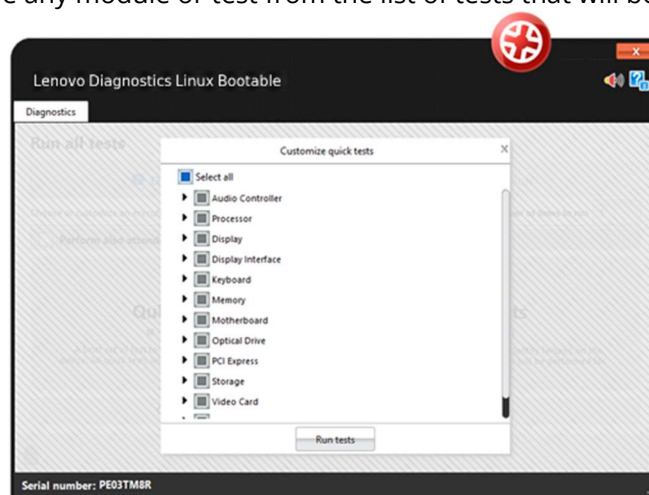 e any module or test from the list of tests that will be
Lenovo Diagnostics Linux Bootable
X
Diagnostics
Run all tests
Customize quick tests
X
Select all
Audio Controller
Processor
Display
Display Interface
Keyboard
Memory
Motherboard
Optical Drive
PCI Express
Storage
Video Card
Run tests
Serial number: PE03TM8R